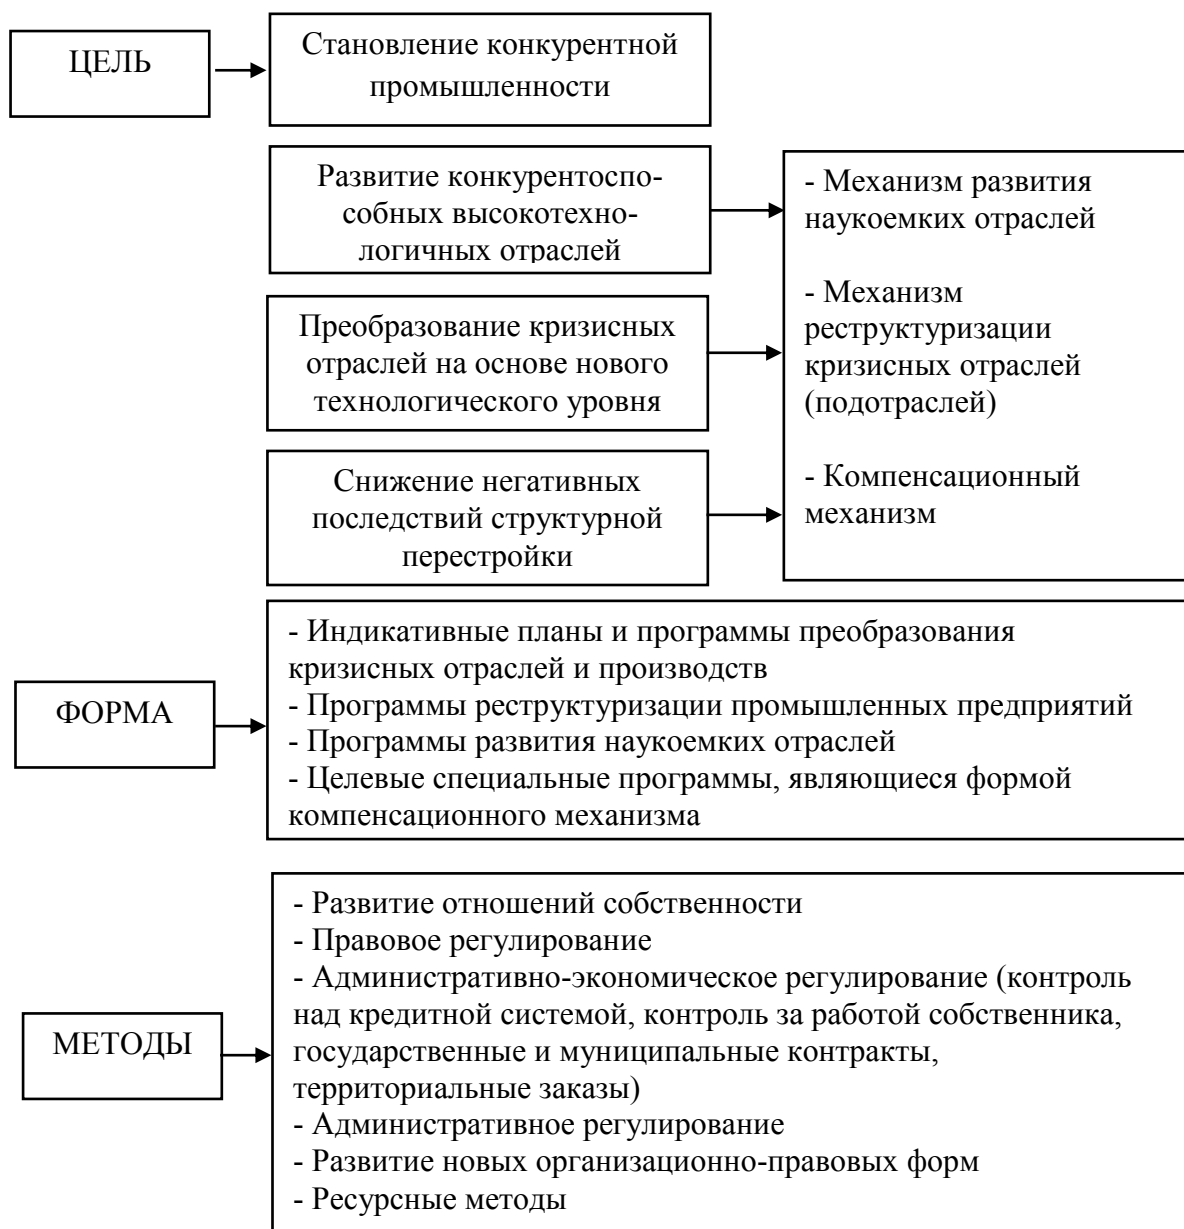 ЦЕЛЬ
Становление конкурентной
промышленности
Развитие конкурентоспо-
собных высокотехно-
логичных отраслей
- Механизм развития
наукоемких отраслей
Преобразование кризисных
отраслей на основе нового
технологического уровня
- Механизм
реструктуризации
кризисных отраслей
(подотраслей)
Снижение негативных
последствий структурной
перестройки
- Компенсационный
механизм
ФОРМА
- Индикативные планы и программы преобразования
кризисных отраслей и производств
- Программы реструктуризации промышленных предприятий
- Программы развития наукоемких отраслей
- Целевые специальные программы, являющиеся формой
компенсационного механизма
МЕТОДЫ
- Развитие отношений собственности
- Правовое регулирование
- Административно-экономическое регулирование (контроль
над кредитной системой, контроль за работой собственника,
государственные и муниципальные контракты,
территориальные заказы)
- Административное регулирование
- Развитие новых организационно-правовых форм
- Ресурсные методы